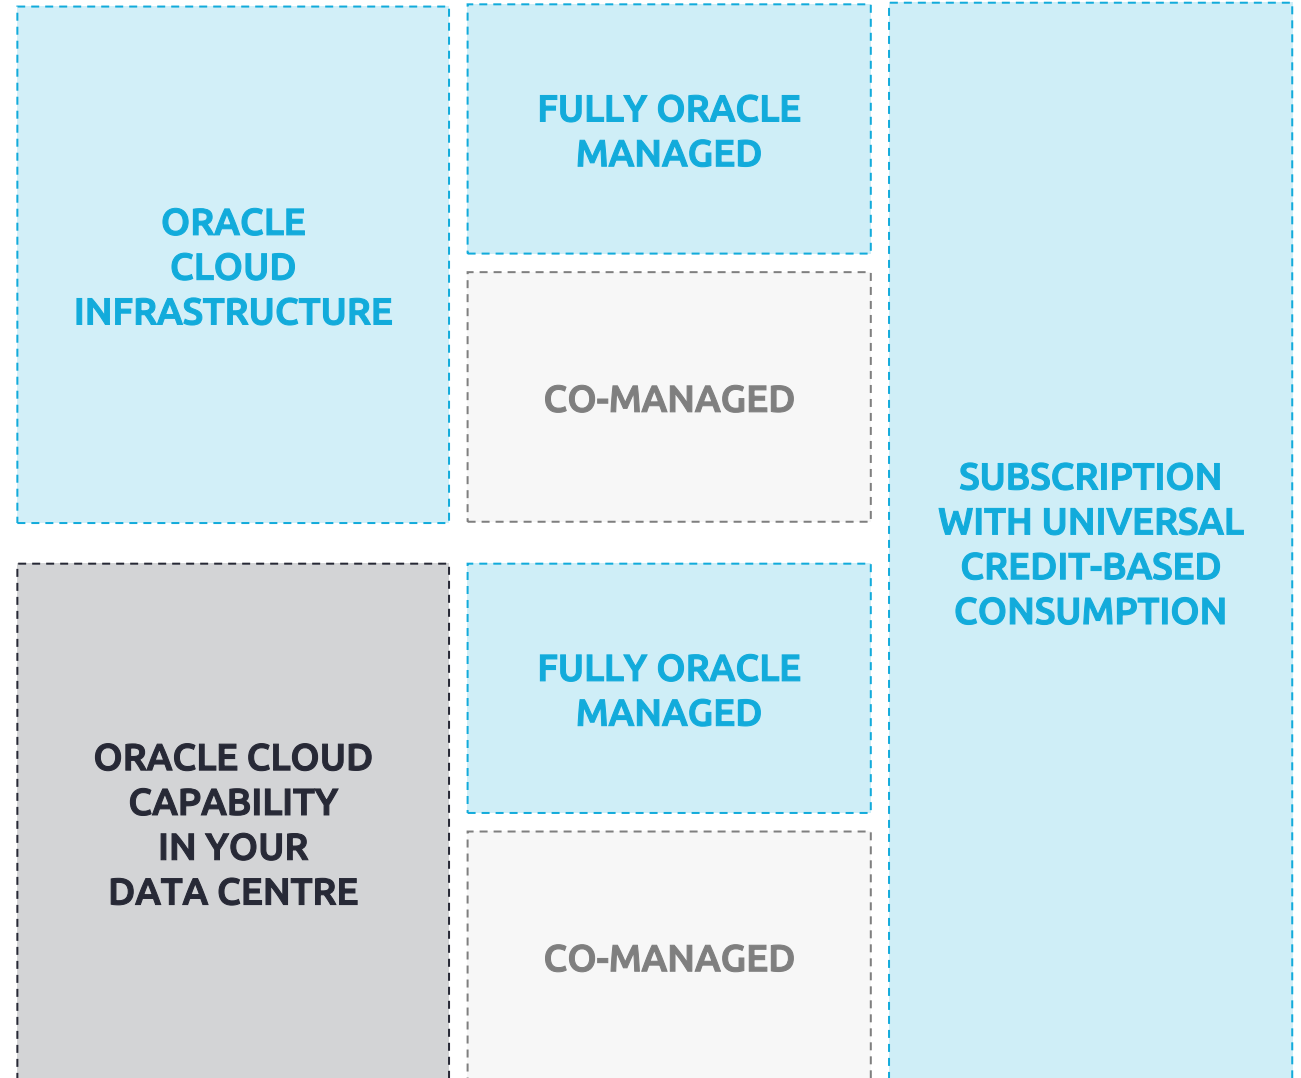 ORACLE
CLOUD
INFRASTRUCTURE
FULLY ORACLE
MANAGED
CO-MANAGED
SUBSCRIPTION
WITH UNIVERSAL
CREDIT-BASED
CONSUMPTION
ORACLE CLOUD
CAPABILITY
IN YOUR
DATA CENTRE
FULLY ORACLE
MANAGED
CO-MANAGED